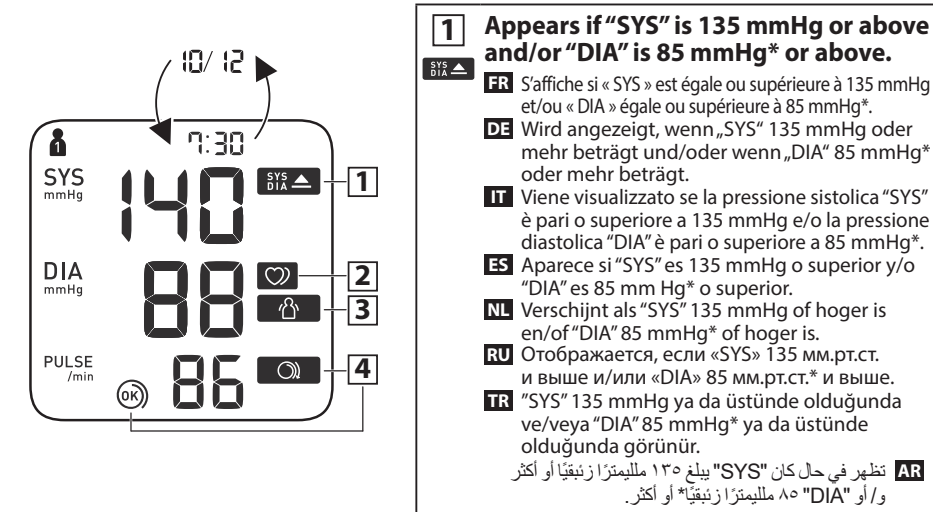 10/12
1
7:30
SYS
mmHg
140
SYS
DIA
1
DIA
mmHg
88
2
3
PULSE
/min
OK
86
4
1
SYS
DIA
Appears if “SYS” is 135 mmHg or above
and/or “DIA” is 85 mmHg* or above.
FR S’affiche si « SYS » est égale ou supérieure à 135 mmHg
et/ou « DIA » égale ou supérieure à 85 mmHg*.
DE Wird angezeigt, wenn „SYS“ 135 mmHg oder
mehr beträgt und/oder wenn „DIA“ 85 mmHg*
oder mehr beträgt.
IT Viene visualizzato se la pressione sistolica “SYS”
è pari o superiore a 135 mmHg e/o la pressione
diastolica “DIA” è pari o superiore a 85 mmHg*.
ES Aparece si “SYS” es 135 mmHg o superior y/o
“DIA” es 85 mm Hg* o superior.
NL Verschijnt als “SYS” 135 mmHg of hoger is
en/of “DIA” 85 mmHg* of hoger is.
RU Отображается, если «SYS» 135 мм.рт.ст.
и выше и/или «DIA» 85 мм.рт.ст.* и выше.
TR ”SYS” 135 mmHg ya da üstünde olduğunda
ve/veya “DIA” 85 mmHg* ya da üstünde
olduğunda görünür.
AR تظهر في حال كان "SYS" يبلغ ١٣٥ ملليمترًا زئبقيًا أو أكثر
و/ أو "DIA" ٨٥ ملليمترًا زئبقيًا* أو أكثر.